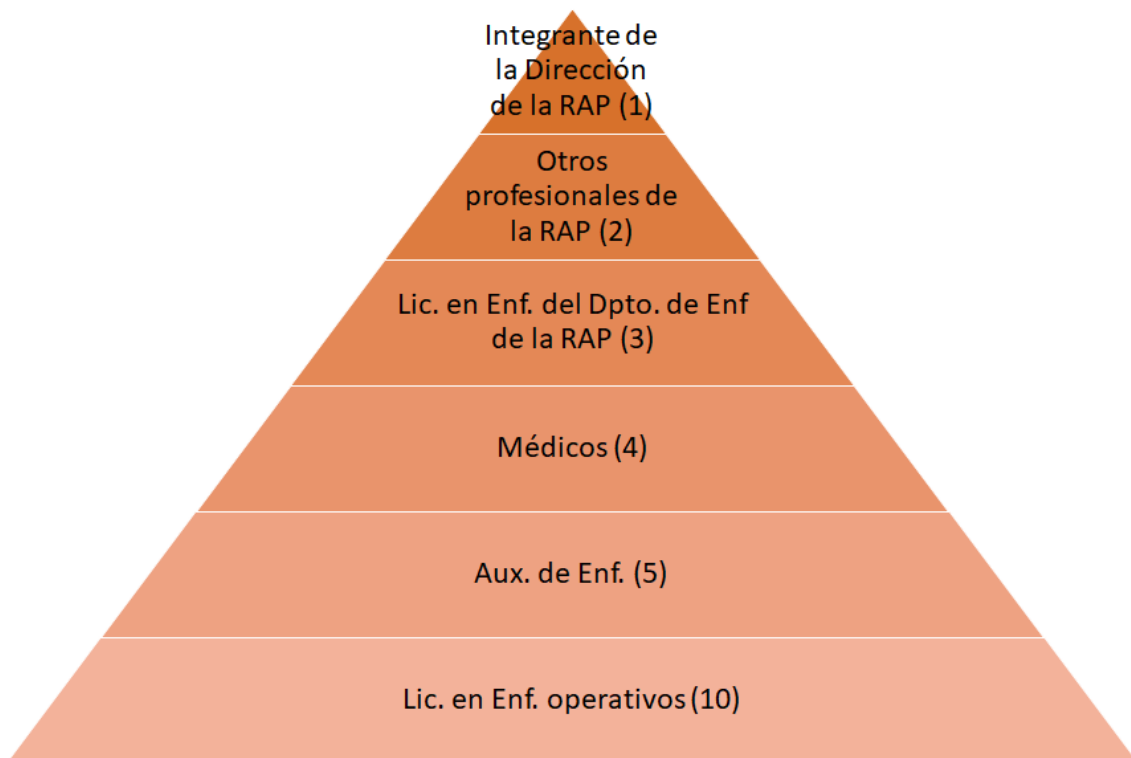 Integrante de
la Dirección
de la RAP (1)
Otros
profesionales de
la RAP (2)
Lic. en Enf. del Dpto. de Enf
de la RAP (3)
Médicos (4)
Aux. de Enf. (5)
Lic. en Enf. operativos (10)